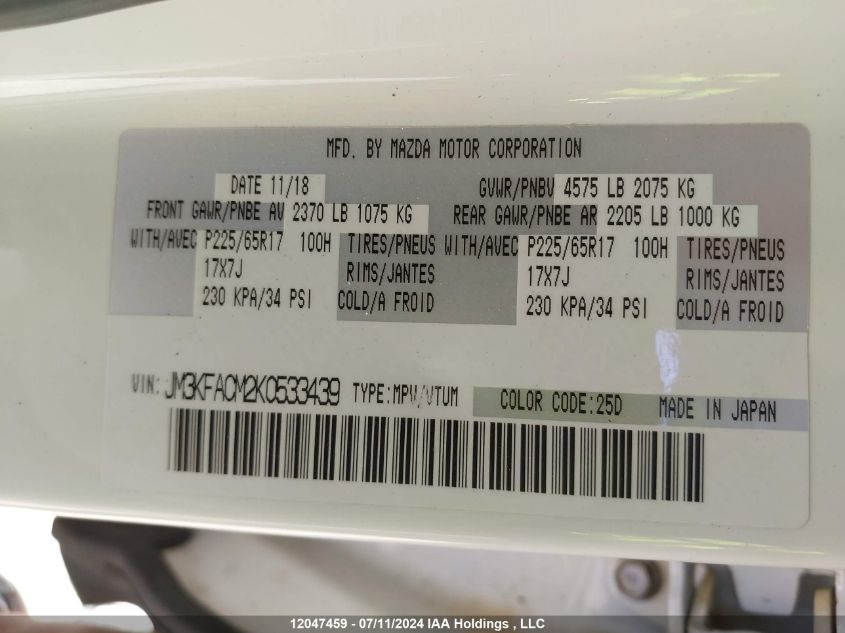 MFD. BY MAZDA MOTOR CORPORATION
DATE 11/18 GVWR/PNBV 4575 LB 2075 KG
FRONT GAWR/PNBE AV 2370 LB 1075 KG REAR GAWR/PNBE AR 2205 LB 1000 KG
WITH/AVEC P225/65R17 100H TIRES/PNEUS WITH/AVEC P225/65R17 100H TIRES/PNEUS
17X7J RIMS/JANTES 17X7J RIMS/JANTES
230 KPA/34 PSI COLD/A FROID 230 KPA/34 PSI COLD/A FROID
VIN: JM3KFACM2K0533439 TYPE:MPV/VTUM COLOR CODE:25D MADE IN JAPAN
12047459 - 07/11/2024 IAA Holdings , LLC